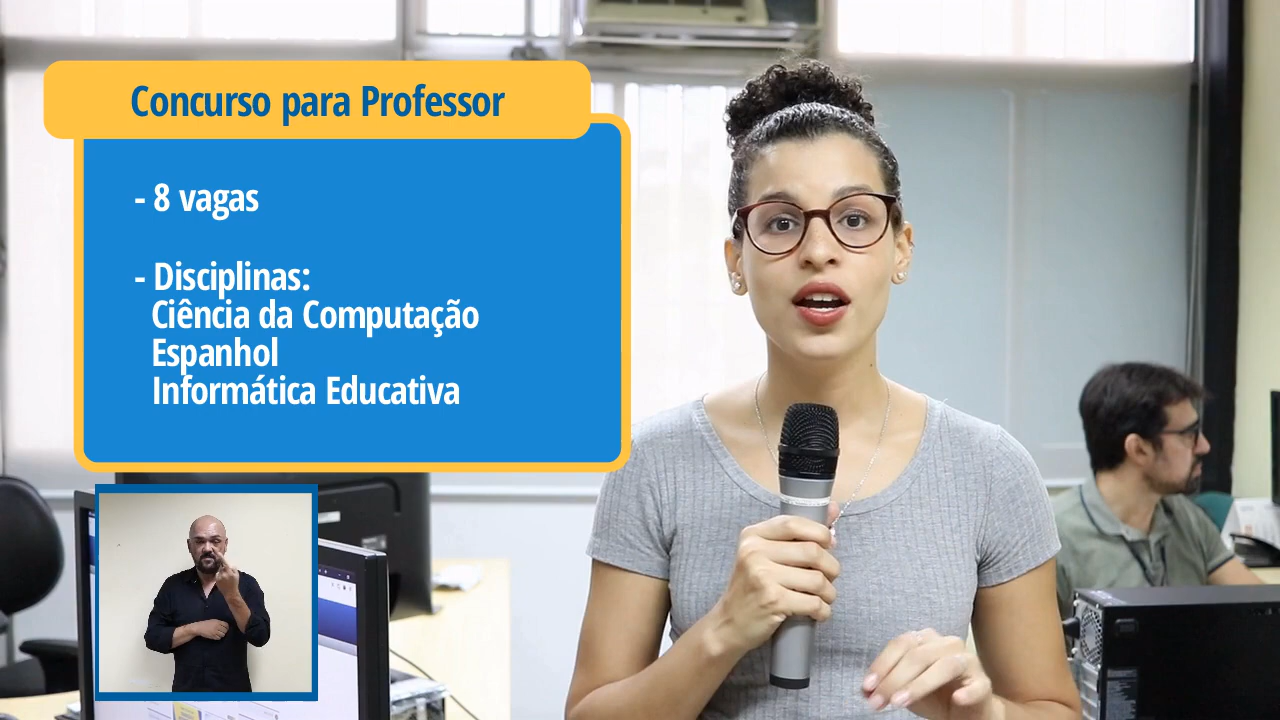 Concurso para Professor
- 8 vagas
- Disciplinas:
Ciência da Computação
Espanhol
Informática Educativa